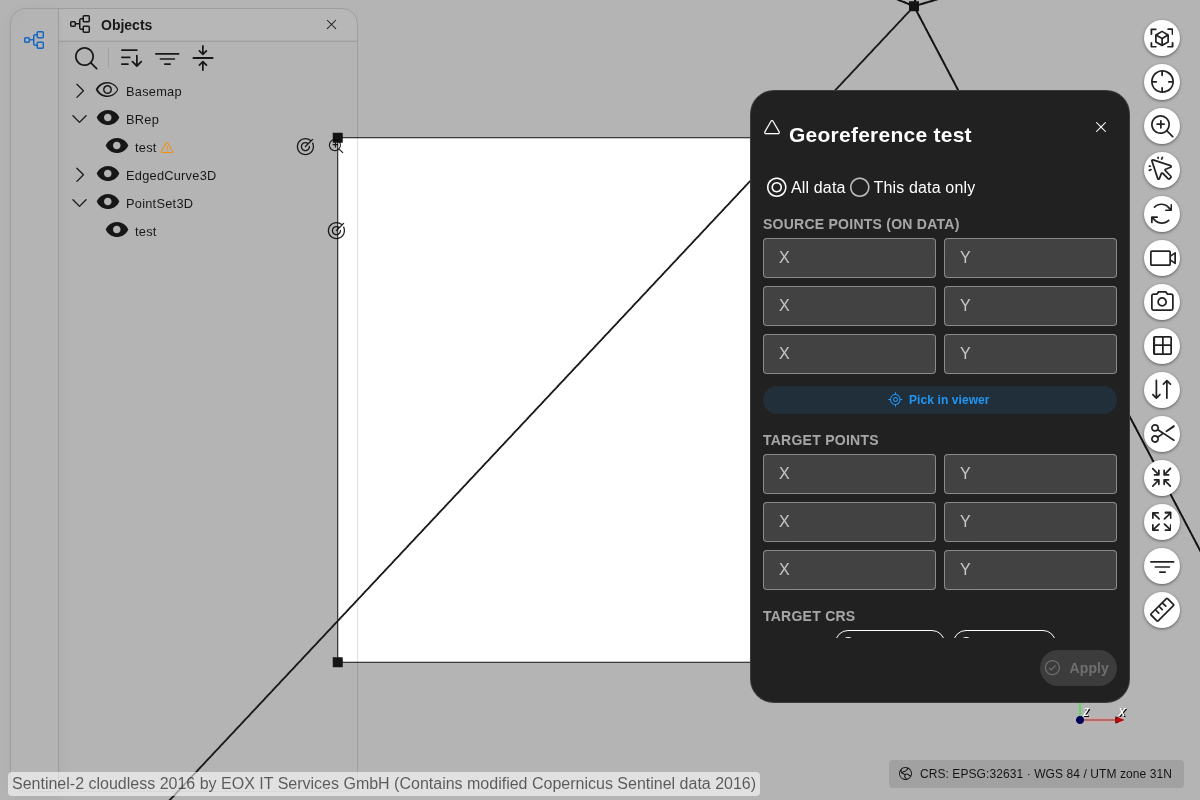 Objects
Basemap
BRep
test
EdgedCurve3D
PointSet3D
test
Georeference test
All data This data only
SOURCE POINTS (ON DATA)
X Y
X Y
X Y
Pick in viewer
TARGET POINTS
X Y
X Y
X Y
TARGET CRS
Apply
Z X
CRS: EPSG:32631 · WGS 84 / UTM zone 31N
Sentinel-2 cloudless 2016 by EOX IT Services GmbH (Contains modified Copernicus Sentinel data 2016)